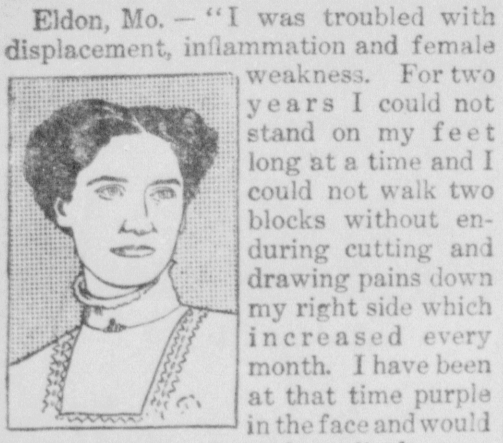 Eldon, Mo. — "I was troubled with
displacement, inflammation and female
weakness. For two
years I could not
stand on my feet
long at a time and I
could not walk two
blocks without en-
during cutting and
drawing pains down
my right side which
increased every
month. I have been
at that time purple
in the face and would